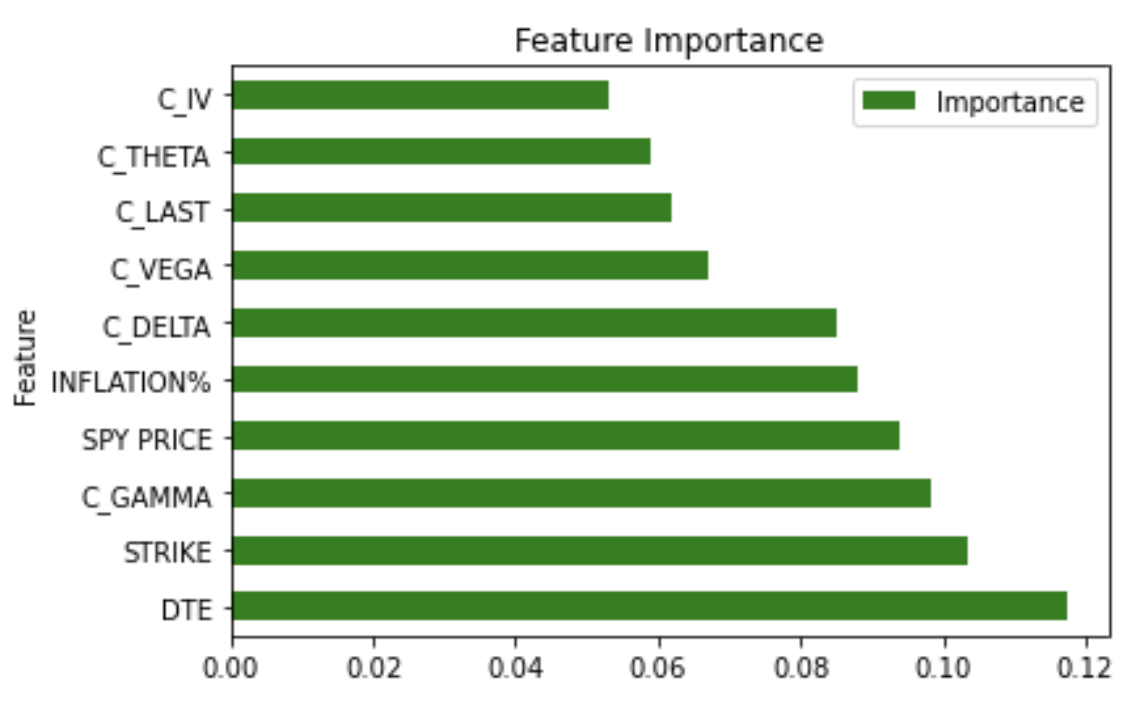 Feature Importance
Importance
C_IV
C_THETA
C_LAST
C_VEGA
C_DELTA
INFLATION%
SPY PRICE
C_GAMMA
STRIKE
DTE
Feature
0.00 0.02 0.04 0.06 0.08 0.10 0.12